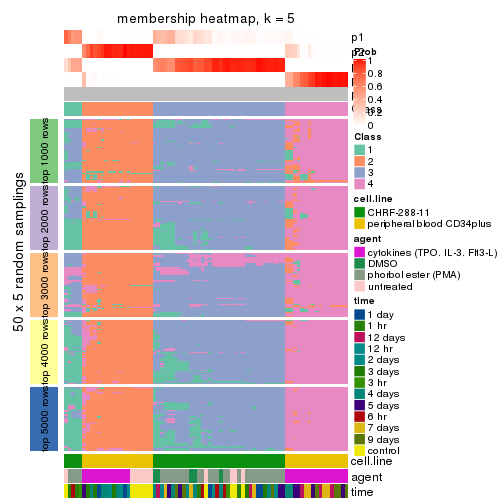 membership heatmap, k = 5
p1
p2
Prob
1
0.8
0.6
0.4
0.2
0
Class
1
2
3
4
50 x 5 random samplings
top 1000 rows
top 2000 rows
top 3000 rows
top 4000 rows
top 5000 rows
cell.line
CHRF-288-11
peripheral blood CD34plus
agent
cytokines (TPO, IL-3, Flt3-L)
DMSO
phorbol ester (PMA)
untreated
time
1 day
1 hr
12 days
12 hr
2 days
3 days
3 hr
4 days
5 days
6 hr
7 days
9 days
control
cell.line
agent
time